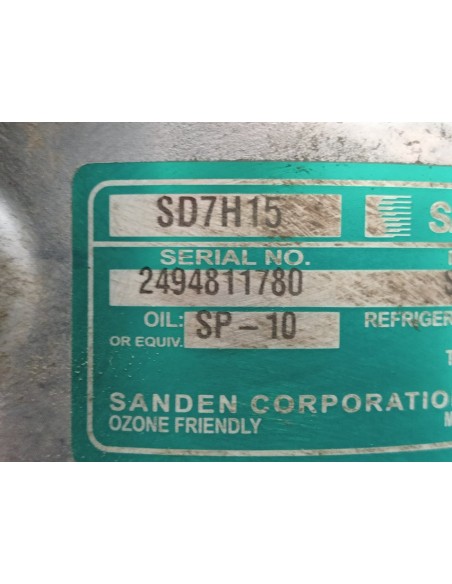 SD7H15
SERIAL NO.
2494811780
OIL: SP-10 REFRIGER
OR EQUIV.
SANDEN CORPORATIO
OZONE FRIENDLY